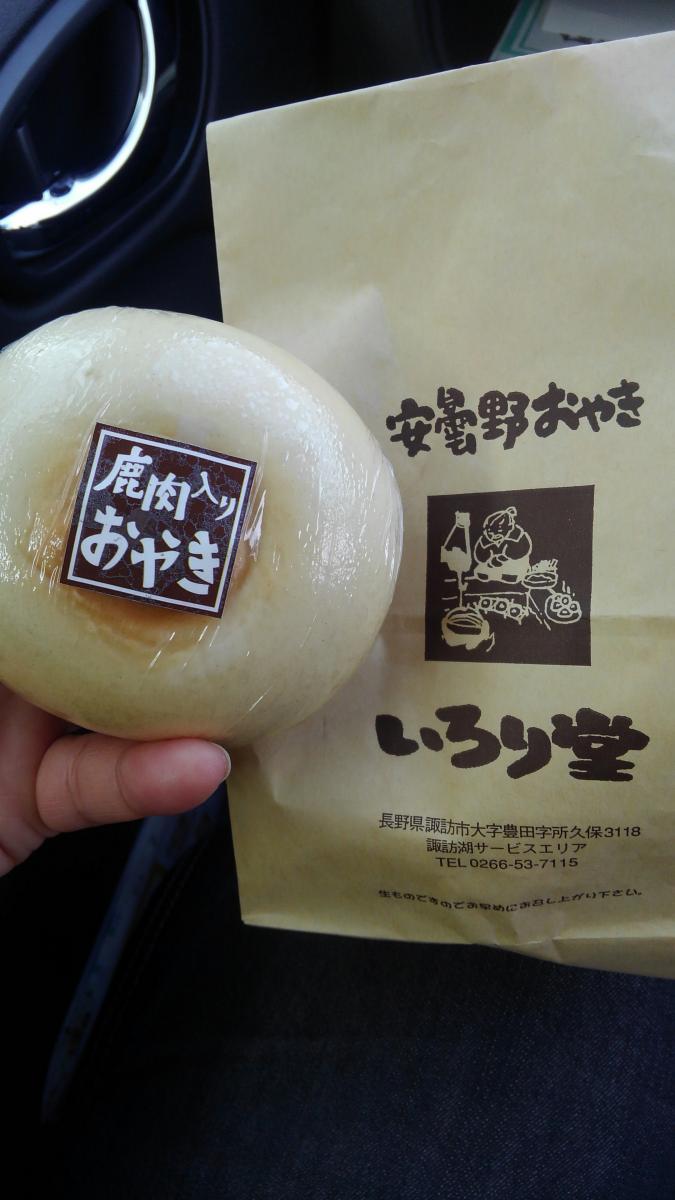 鹿肉入り
おやき
安曇野おやき
いろり堂
長野県諏訪市大字豊田字所久保3118
諏訪湖サービスエリア
TEL 0266-53-7115
生ものですのでお早めにお召し上がり下さい。